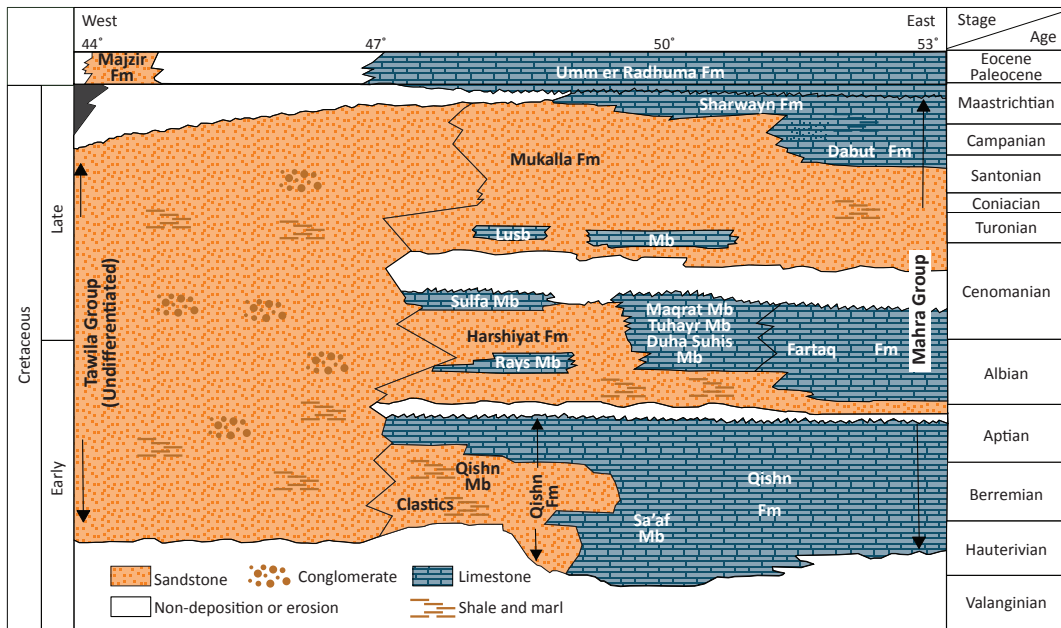 West
East
Stage
Age
44°
47°
50°
53°
Majzir
Fm
Umm er Radhuma Fm
Eocene
Paleocene
Sharwayn Fm
Maastrichtian
Campanian
Mukalla Fm
Dabut Fm
Santonian
Coniacian
Late
Lusb
Mb
Turonian
Cretaceous
Tawila Group
(Undifferentiated)
Mahra Group
Cenomanian
Sulfa Mb
Maqrat Mb
Tuhayr Mb
Duha Suhis
Mb
Harshiyat Fm
Rays Mb
Fartaq Fm
Albian
Early
Aptian
Qishn
Mb
Clastics
Qishn
Fm
Qishn
Fm
Berremian
Sa'af
Mb
Hauterivian
Valanginian
Sandstone
Conglomerate
Limestone
Non-deposition or erosion
Shale and marl